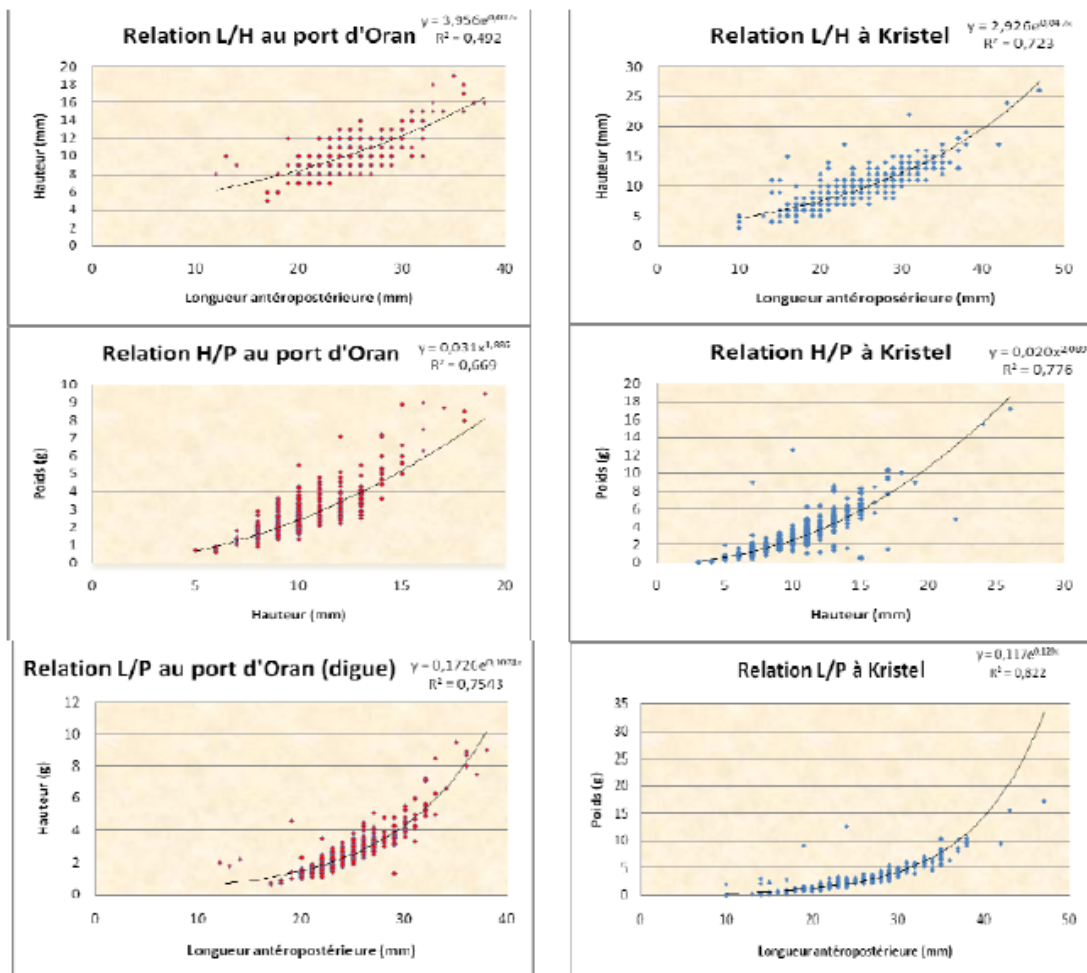 Relation L/H au port d'Oran
R² = 0,492
20
18
16
14
12
10
8
6
4
2
0
Hauteur (mm)
0 10 20 30 40
Longueur antéropostérieure (mm)
Relation L/H à Kristel
R² = 0,723
30
25
20
15
10
5
0
Hauteur (mm)
0 10 20 30 40 50
Longueur antéroposérieure (mm)
Relation H/P au port d'Oran
R² = 0,669
10
9
8
7
6
5
4
3
2
1
0
Poids (g)
0 5 10 15 20
Hauteur (mm)
Relation H/P à Kristel
R² = 0,776
20
18
16
14
12
10
8
6
4
2
0
Poids (g)
0 10 20 30
Hauteur (mm)
Relation L/P au port d'Oran (digue)
R² = 0,7543
12
10
8
6
4
2
0
Hauteur (g)
0 10 20 30 40
Longueur antéropostérieure (mm)
Relation L/P à Kristel
R² = 0,822
35
30
25
20
15
10
5
0
Poids (g)
0 10 20 30 40 50
Longueur antéropostérieure (mm)